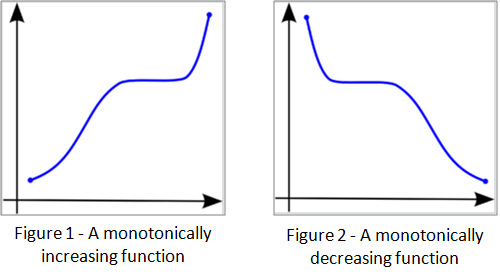 Figure 1 - A monotonically
increasing function
Figure 2 - A monotonically
decreasing function